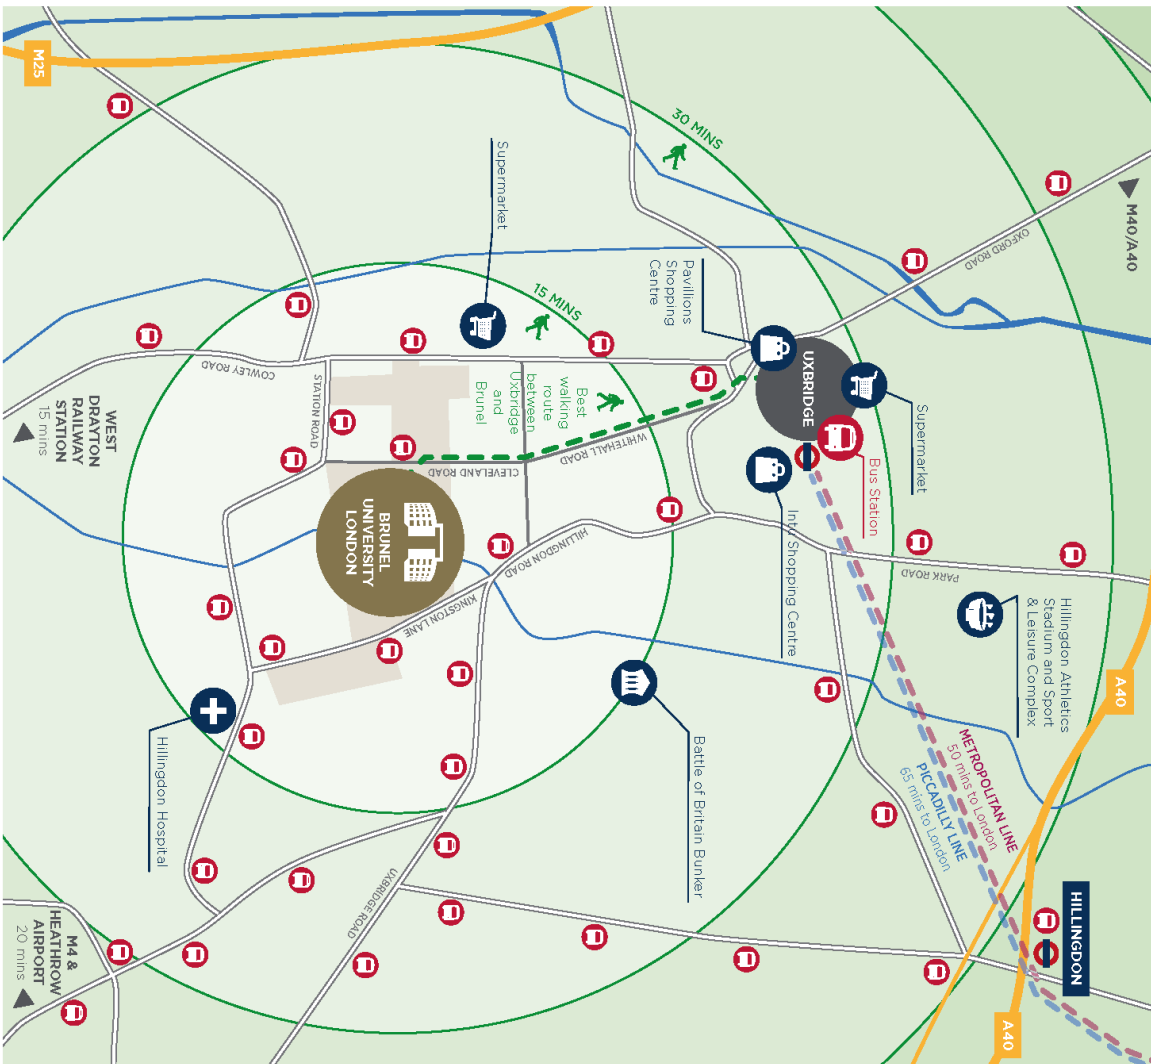 M25
30 MINS
Supermarket
15 MINS
Pavillions
Shopping
Centre
OXFORD ROAD
M40/A40
UXBRIDGE
Supermarket
Bus Station
Intu Shopping Centre
Best
walking
route
between
Uxbridge
and
Brunel
WHITEHALL ROAD
CLEVELAND ROAD
STATION ROAD
COWLEY ROAD
WEST
DRAYTON
RAILWAY
STATION
15 mins
BRUNEL
UNIVERSITY
LONDON
HILLINGDON ROAD
KINGSTON LANE
PARK ROAD
Hillingdon Athletics
Stadium and Sport
& Leisure Complex
A40
METROPOLITAN LINE
50 mins to London
PICCADILLY LINE
65 mins to London
Battle of Britain Bunker
Hillingdon Hospital
UXBRIDGE ROAD
HILLINGDON
A40
M4 &
HEATHROW
AIRPORT
20 mins